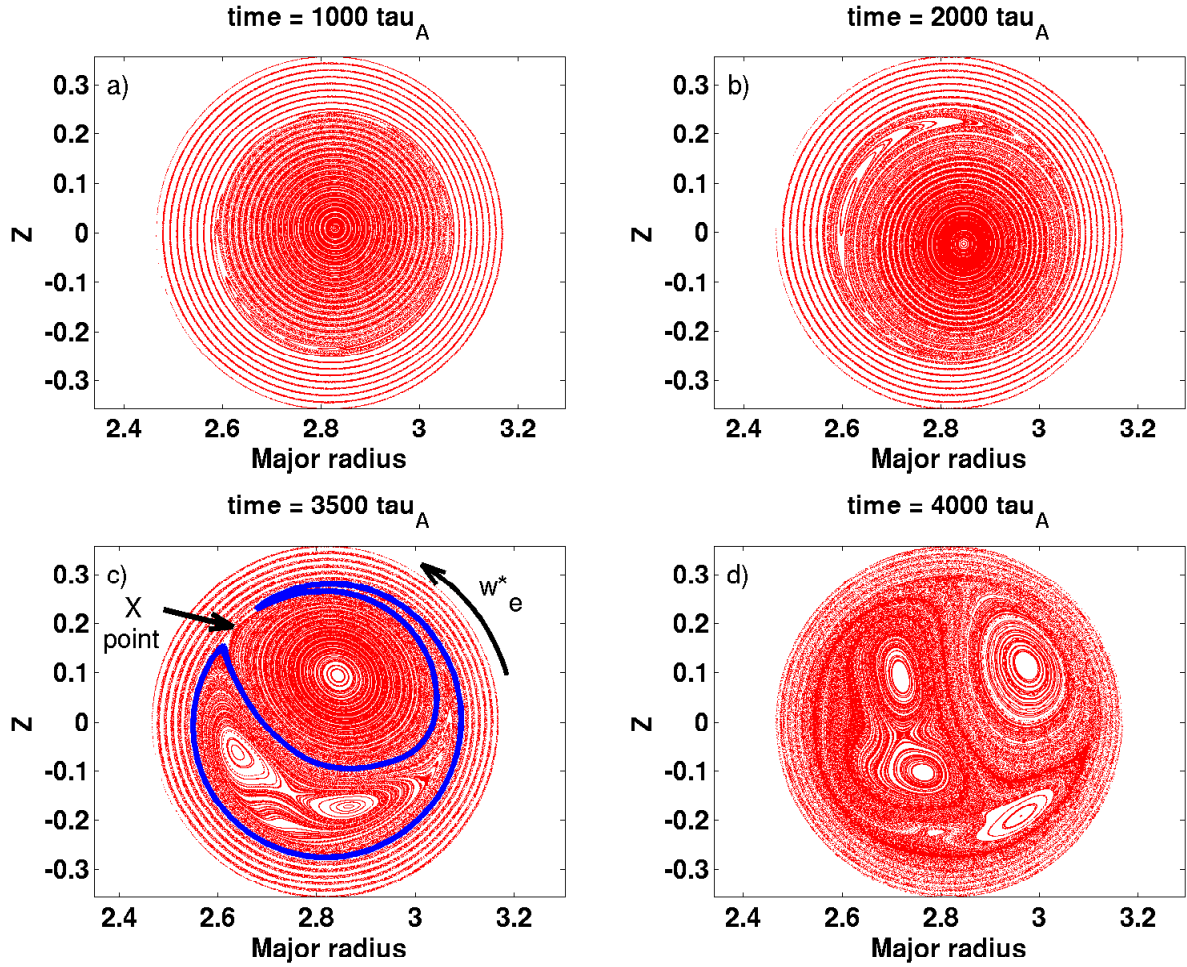 time = 1000 tau_A
a)
0.3
0.2
0.1
0
-0.1
-0.2
-0.3
Z
2.4 2.6 2.8 3 3.2
Major radius
time = 2000 tau_A
b)
0.3
0.2
0.1
0
-0.1
-0.2
-0.3
Z
2.4 2.6 2.8 3 3.2
Major radius
time = 3500 tau_A
c)
X
point
w*_e
0.3
0.2
0.1
0
-0.1
-0.2
-0.3
Z
2.4 2.6 2.8 3 3.2
Major radius
time = 4000 tau_A
d)
0.3
0.2
0.1
0
-0.1
-0.2
-0.3
Z
2.4 2.6 2.8 3 3.2
Major radius